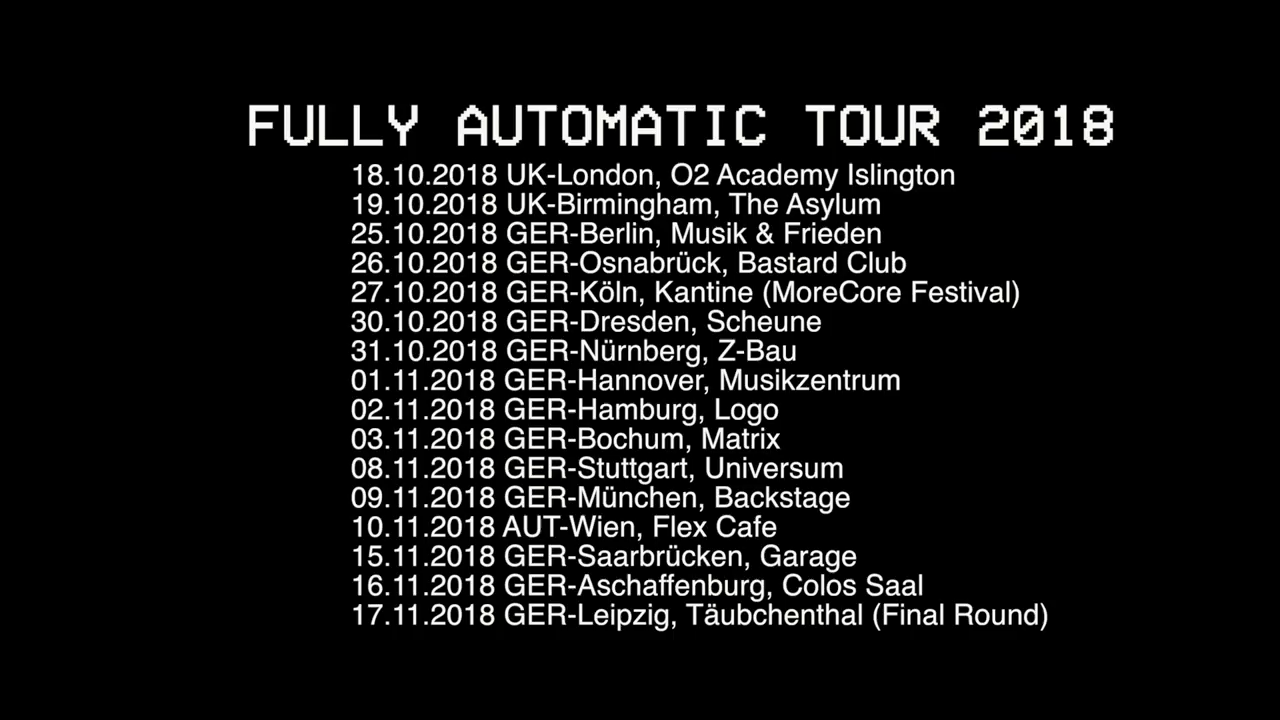 FULLY AUTOMATIC TOUR 2018
18.10.2018 UK-London, O2 Academy Islington
19.10.2018 UK-Birmingham, The Asylum
25.10.2018 GER-Berlin, Musik & Frieden
26.10.2018 GER-Osnabrück, Bastard Club
27.10.2018 GER-Köln, Kantine (MoreCore Festival)
30.10.2018 GER-Dresden, Scheune
31.10.2018 GER-Nürnberg, Z-Bau
01.11.2018 GER-Hannover, Musikzentrum
02.11.2018 GER-Hamburg, Logo
03.11.2018 GER-Bochum, Matrix
08.11.2018 GER-Stuttgart, Universum
09.11.2018 GER-München, Backstage
10.11.2018 AUT-Wien, Flex Cafe
15.11.2018 GER-Saarbrücken, Garage
16.11.2018 GER-Aschaffenburg, Colos Saal
17.11.2018 GER-Leipzig, Täubchenthal (Final Round)